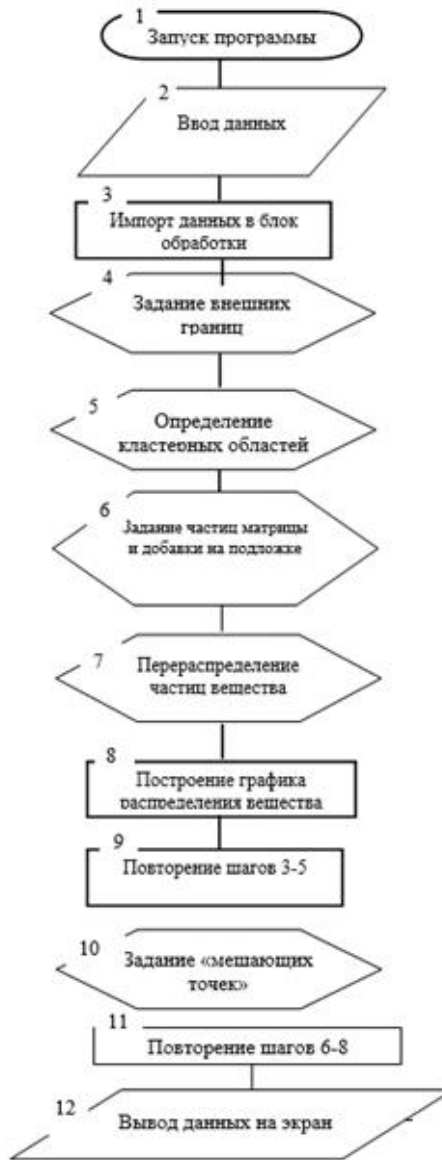 1
Запуск программы
2
Ввод данных
3
Импорт данных в блок
обработки
4
Задание внешних
границ
5
Определение
кластерных областей
6
Задание частиц матрицы
и добавки на подложке
7
Перераспределение
частиц вещества
8
Построение графика
распределения вещества
9
Повторение шагов 3-5
10
Задание «мешающих
точек»
11
Повторение шагов 6-8
12
Вывод данных на экран